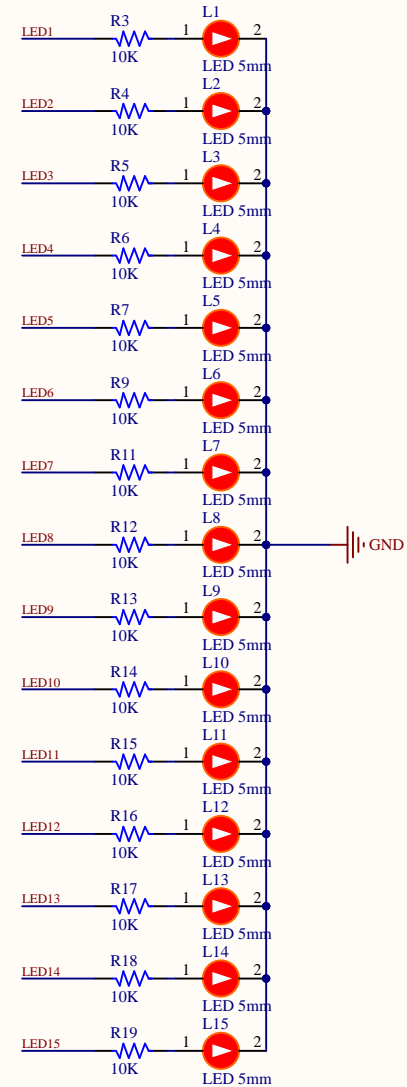 L1
R3
LED1
1
2
10K
LED 5mm
L2
R4
LED2
1
2
10K
LED 5mm
L3
R5
LED3
1
2
10K
LED 5mm
L4
R6
LED4
1
2
10K
LED 5mm
L5
R7
LED5
1
2
10K
LED 5mm
L6
R9
LED6
1
2
10K
LED 5mm
L7
R11
LED7
1
2
10K
LED 5mm
L8
R12
LED8
1
2
GND
10K
LED 5mm
L9
R13
LED9
1
2
10K
LED 5mm
L10
R14
LED10
1
2
10K
LED 5mm
L11
R15
LED11
1
2
10K
LED 5mm
L12
R16
LED12
1
2
10K
LED 5mm
L13
R17
LED13
1
2
10K
LED 5mm
L14
R18
LED14
1
2
10K
LED 5mm
L15
R19
LED15
1
2
10K
LED 5mm